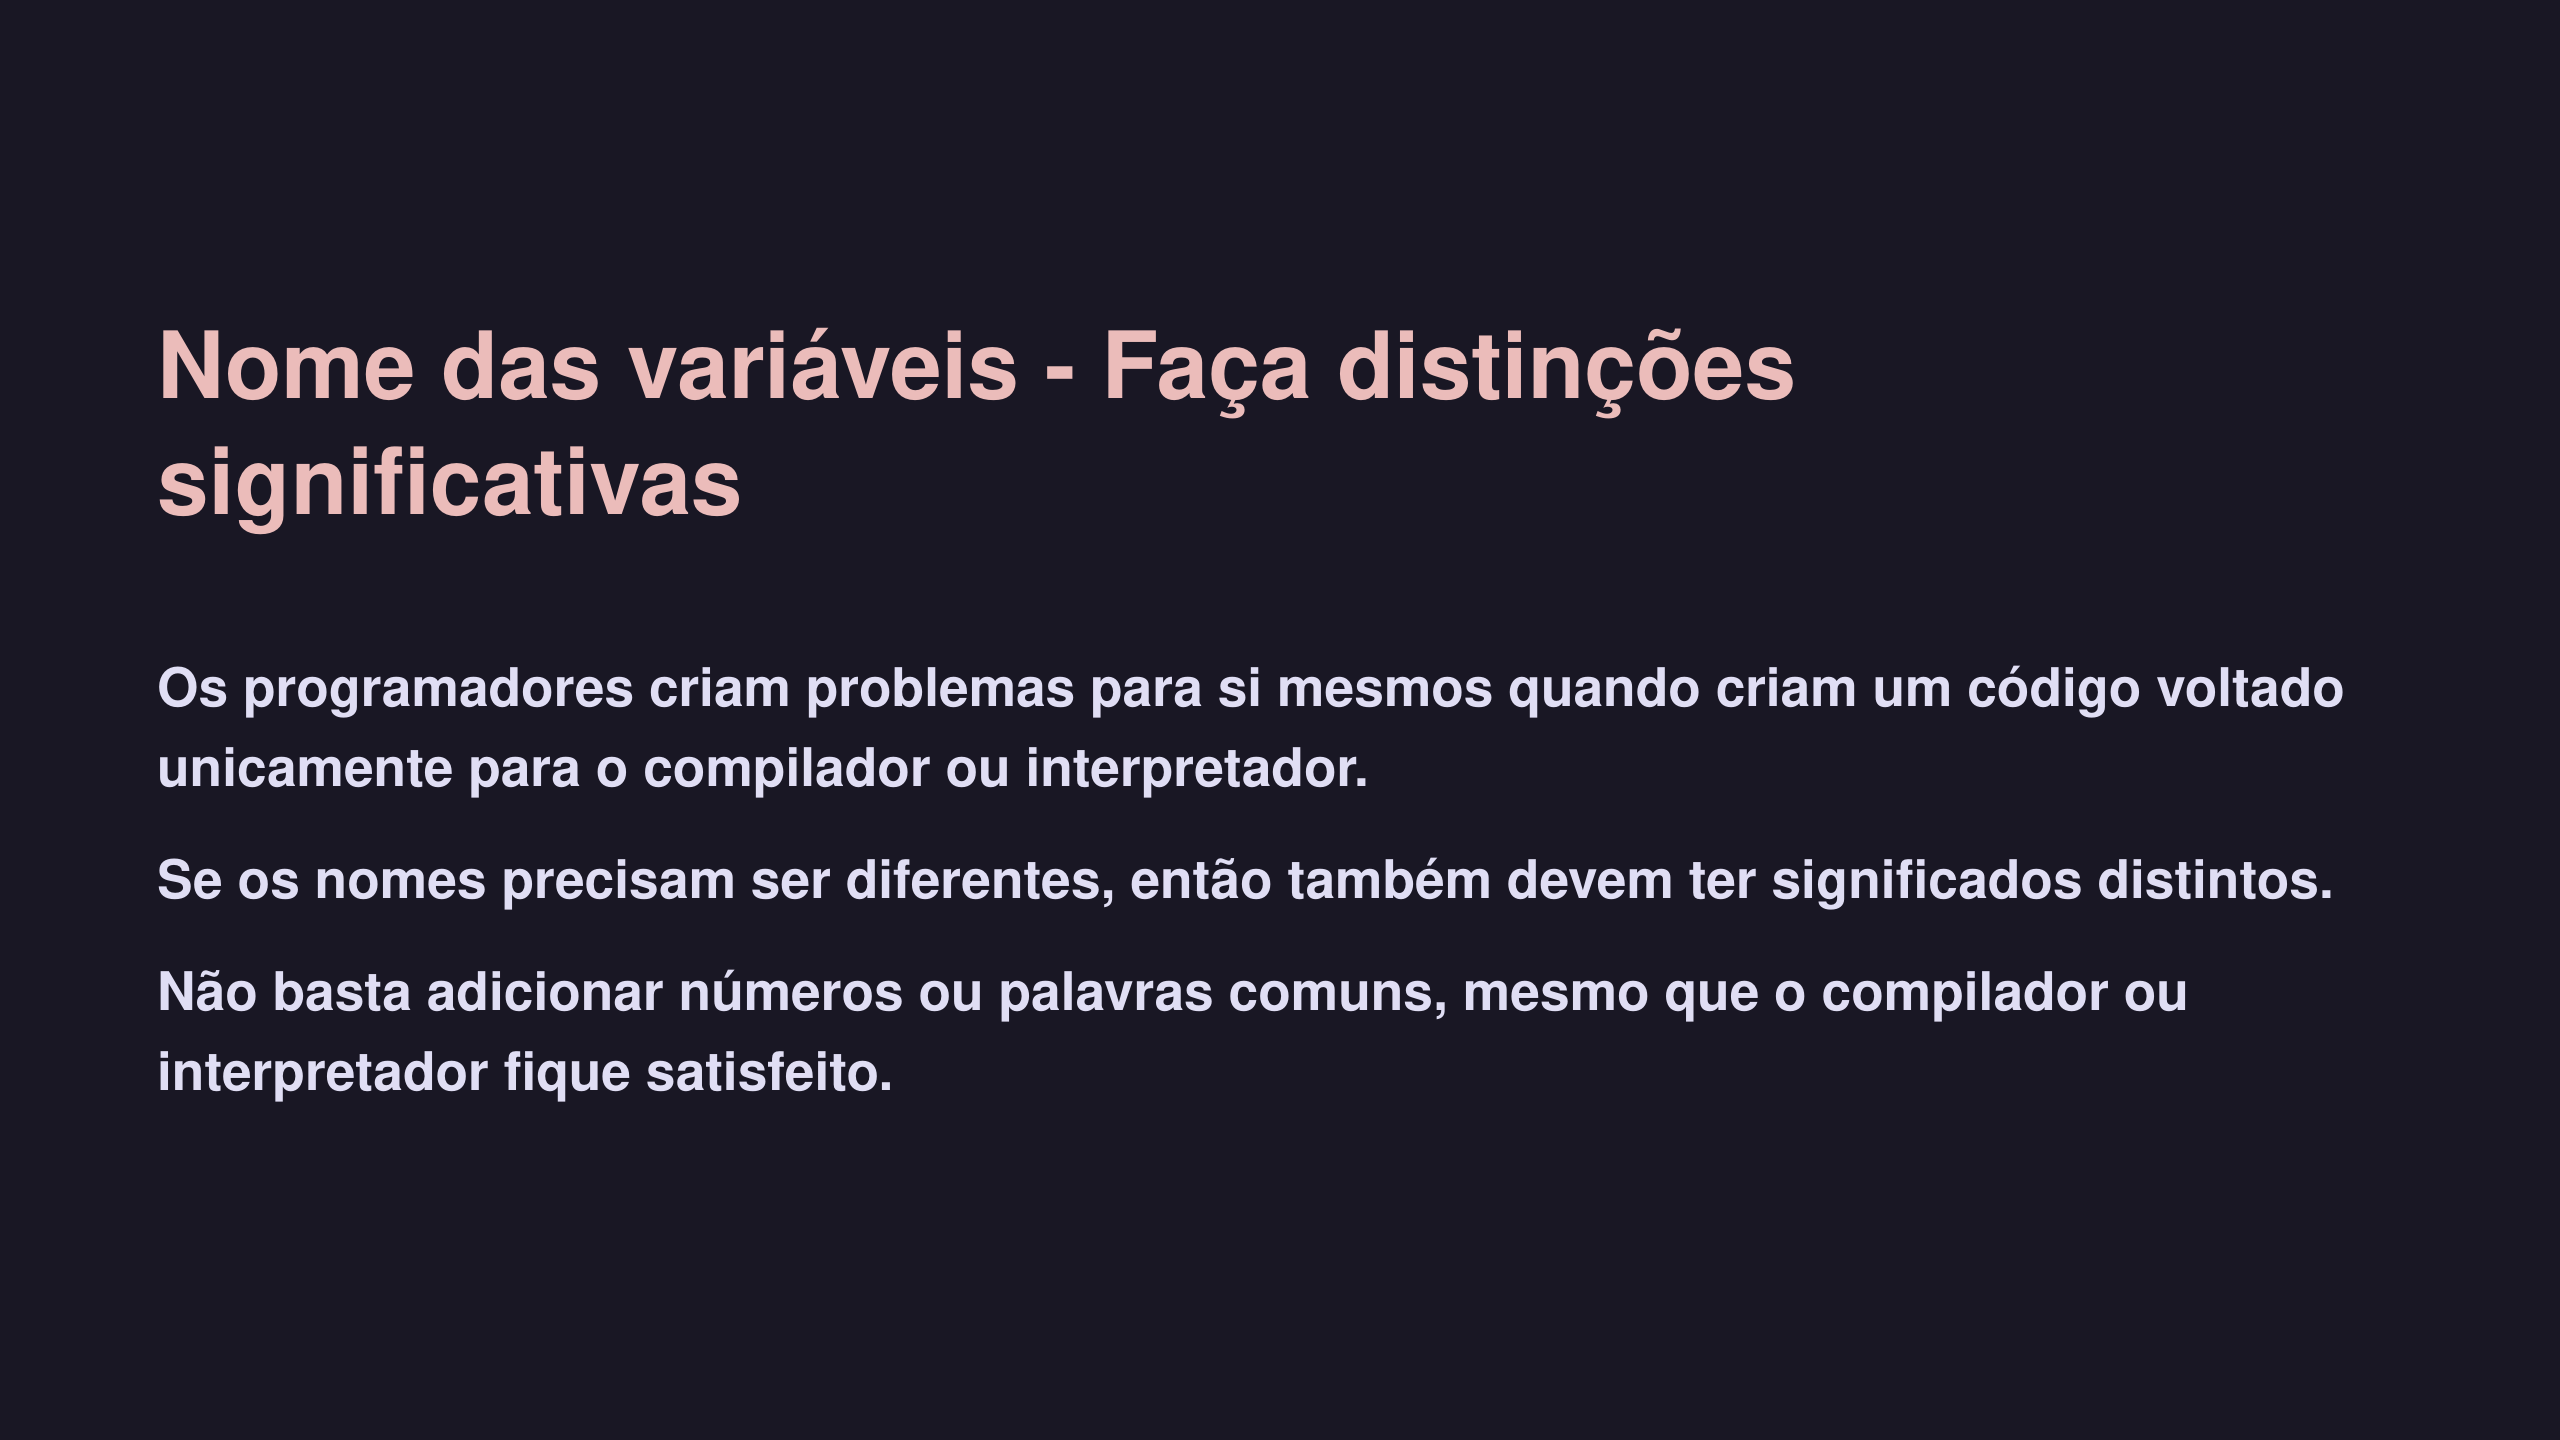 Nome das variáveis - Faça distinções
significativas
Os programadores criam problemas para si mesmos quando criam um código voltado
unicamente para o compilador ou interpretador.
Se os nomes precisam ser diferentes, então também devem ter significados distintos.
Não basta adicionar números ou palavras comuns, mesmo que o compilador ou
interpretador fique satisfeito.